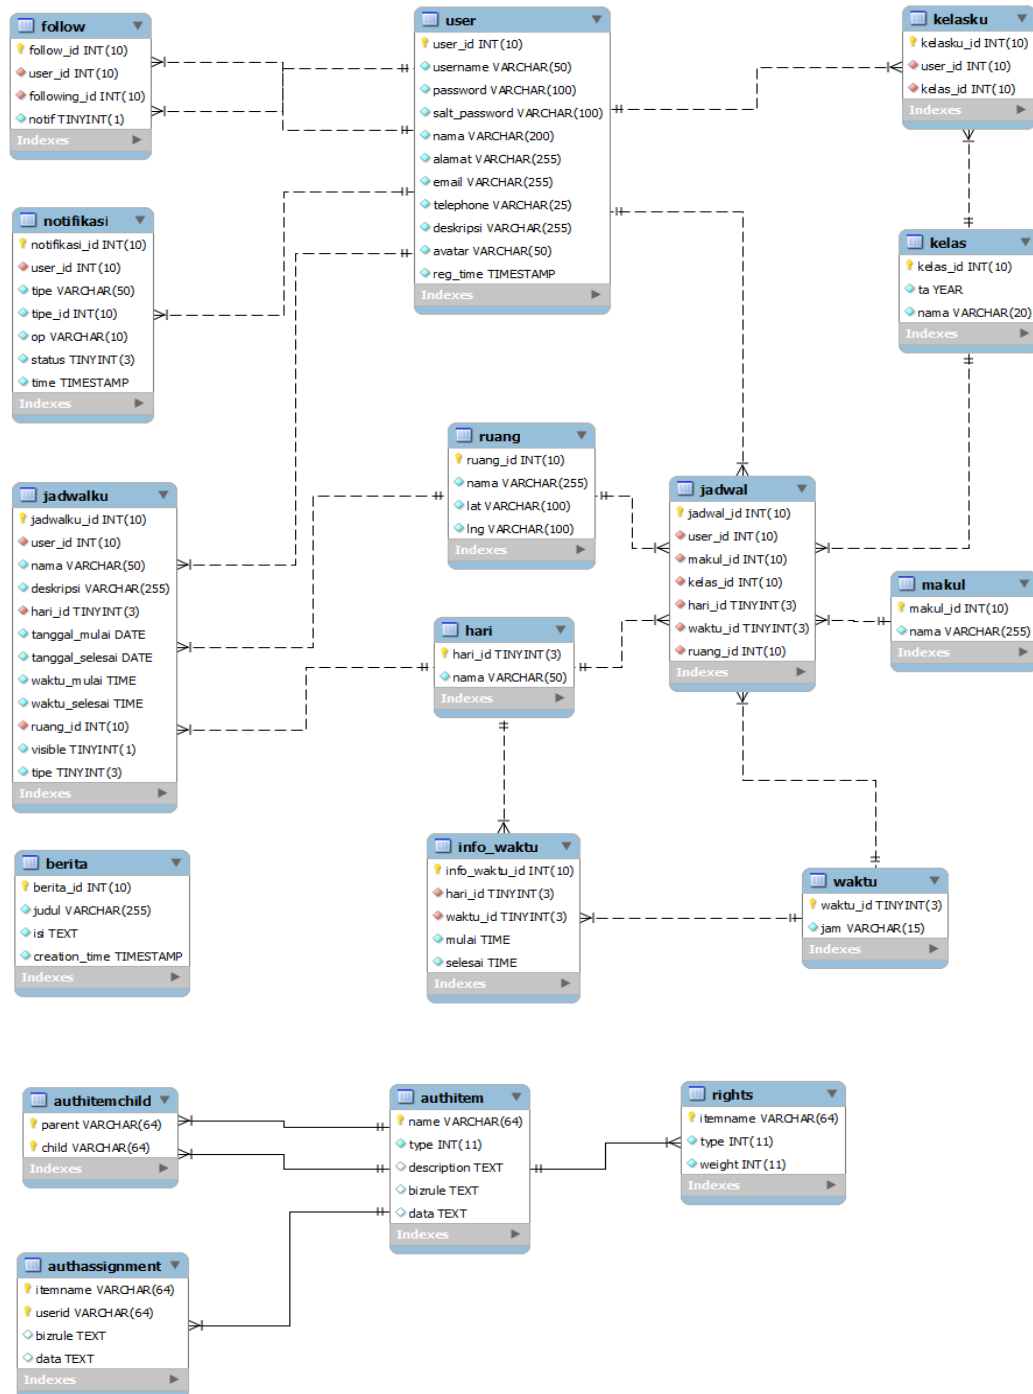 follow
follow_id INT(10)
user_id INT(10)
following_id INT(10)
notif TINYINT(1)
Indexes
user
user_id INT(10)
username VARCHAR(50)
password VARCHAR(100)
salt_password VARCHAR(100)
nama VARCHAR(200)
alamat VARCHAR(255)
email VARCHAR(255)
telephone VARCHAR(25)
deskripsi VARCHAR(255)
avatar VARCHAR(50)
reg_time TIMESTAMP
Indexes
kelasku
kelasku_id INT(10)
user_id INT(10)
kelas_id INT(10)
Indexes
notifikasi
notifikasi_id INT(10)
user_id INT(10)
tipe VARCHAR(50)
tipe_id INT(10)
op VARCHAR(10)
status TINYINT(3)
time TIMESTAMP
Indexes
kelas
kelas_id INT(10)
ta YEAR
nama VARCHAR(20)
Indexes
ruang
ruang_id INT(10)
nama VARCHAR(255)
lat VARCHAR(100)
lng VARCHAR(100)
Indexes
jadwalku
jadwalku_id INT(10)
user_id INT(10)
nama VARCHAR(50)
deskripsi VARCHAR(255)
hari_id TINYINT(3)
tanggal_mulai DATE
tanggal_selesai DATE
waktu_mulai TIME
waktu_selesai TIME
ruang_id INT(10)
visible TINYINT(1)
tipe TINYINT(3)
Indexes
jadwal
jadwal_id INT(10)
user_id INT(10)
makul_id INT(10)
kelas_id INT(10)
hari_id TINYINT(3)
waktu_id TINYINT(3)
ruang_id INT(10)
Indexes
makul
makul_id INT(10)
nama VARCHAR(255)
Indexes
hari
hari_id TINYINT(3)
nama VARCHAR(50)
Indexes
berita
berita_id INT(10)
judul VARCHAR(255)
isi TEXT
creation_time TIMESTAMP
Indexes
info_waktu
info_waktu_id INT(10)
hari_id TINYINT(3)
waktu_id TINYINT(3)
mulai TIME
selesai TIME
Indexes
waktu
waktu_id TINYINT(3)
jam VARCHAR(15)
Indexes
authitemchild
parent VARCHAR(64)
child VARCHAR(64)
Indexes
authitem
name VARCHAR(64)
type INT(11)
description TEXT
bizrule TEXT
data TEXT
Indexes
rights
itemname VARCHAR(64)
type INT(11)
weight INT(11)
Indexes
authassignment
itemname VARCHAR(64)
userid VARCHAR(64)
bizrule TEXT
data TEXT
Indexes